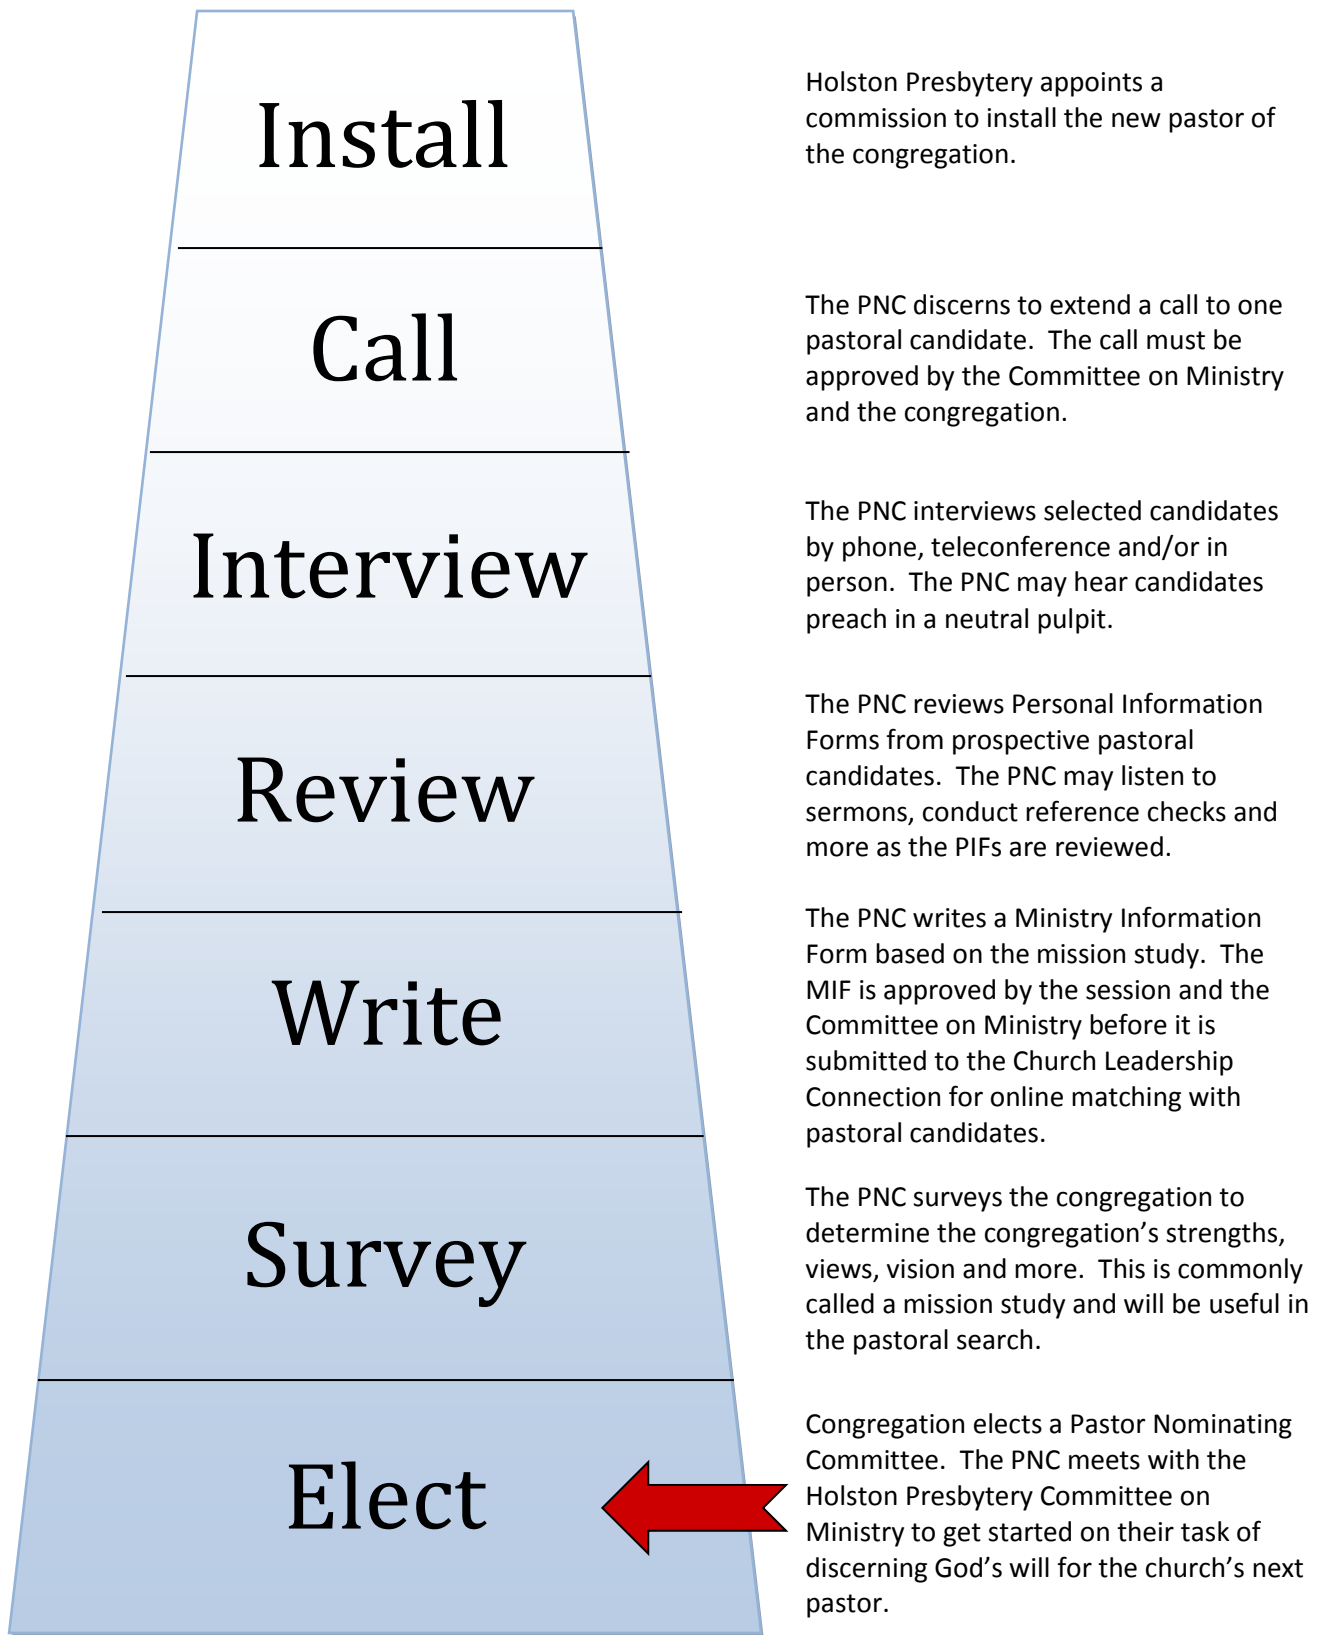 Install
Holston Presbytery appoints a
commission to install the new pastor of
the congregation.
Call
The PNC discerns to extend a call to one
pastoral candidate.  The call must be
approved by the Committee on Ministry
and the congregation.
Interview
The PNC interviews selected candidates
by phone, teleconference and/or in
person.  The PNC may hear candidates
preach in a neutral pulpit.
Review
The PNC reviews Personal Information
Forms from prospective pastoral
candidates.  The PNC may listen to
sermons, conduct reference checks and
more as the PIFs are reviewed.
Write
The PNC writes a Ministry Information
Form based on the mission study.  The
MIF is approved by the session and the
Committee on Ministry before it is
submitted to the Church Leadership
Connection for online matching with
pastoral candidates.
Survey
The PNC surveys the congregation to
determine the congregation’s strengths,
views, vision and more.  This is commonly
called a mission study and will be useful in
the pastoral search.
Elect
Congregation elects a Pastor Nominating
Committee.  The PNC meets with the
Holston Presbytery Committee on
Ministry to get started on their task of
discerning God’s will for the church’s next
pastor.